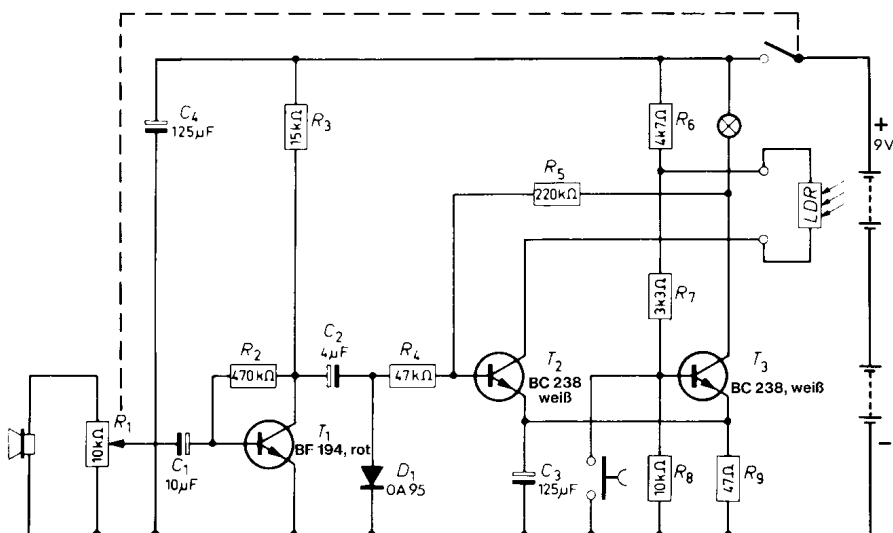 C4
125µF
15kΩ
R3
4k7Ω
R6
+
9V
R5
220kΩ
LDR
3k3Ω
R7
R2
470kΩ
C2
4µF
R4
47kΩ
T2
BC 238
weiß
T3
BC 238, weiß
R1
10kΩ
C1
10µF
T1
BF 194, rot
D1
OA 95
C3
125µF
10kΩ
R8
47Ω
R9
−